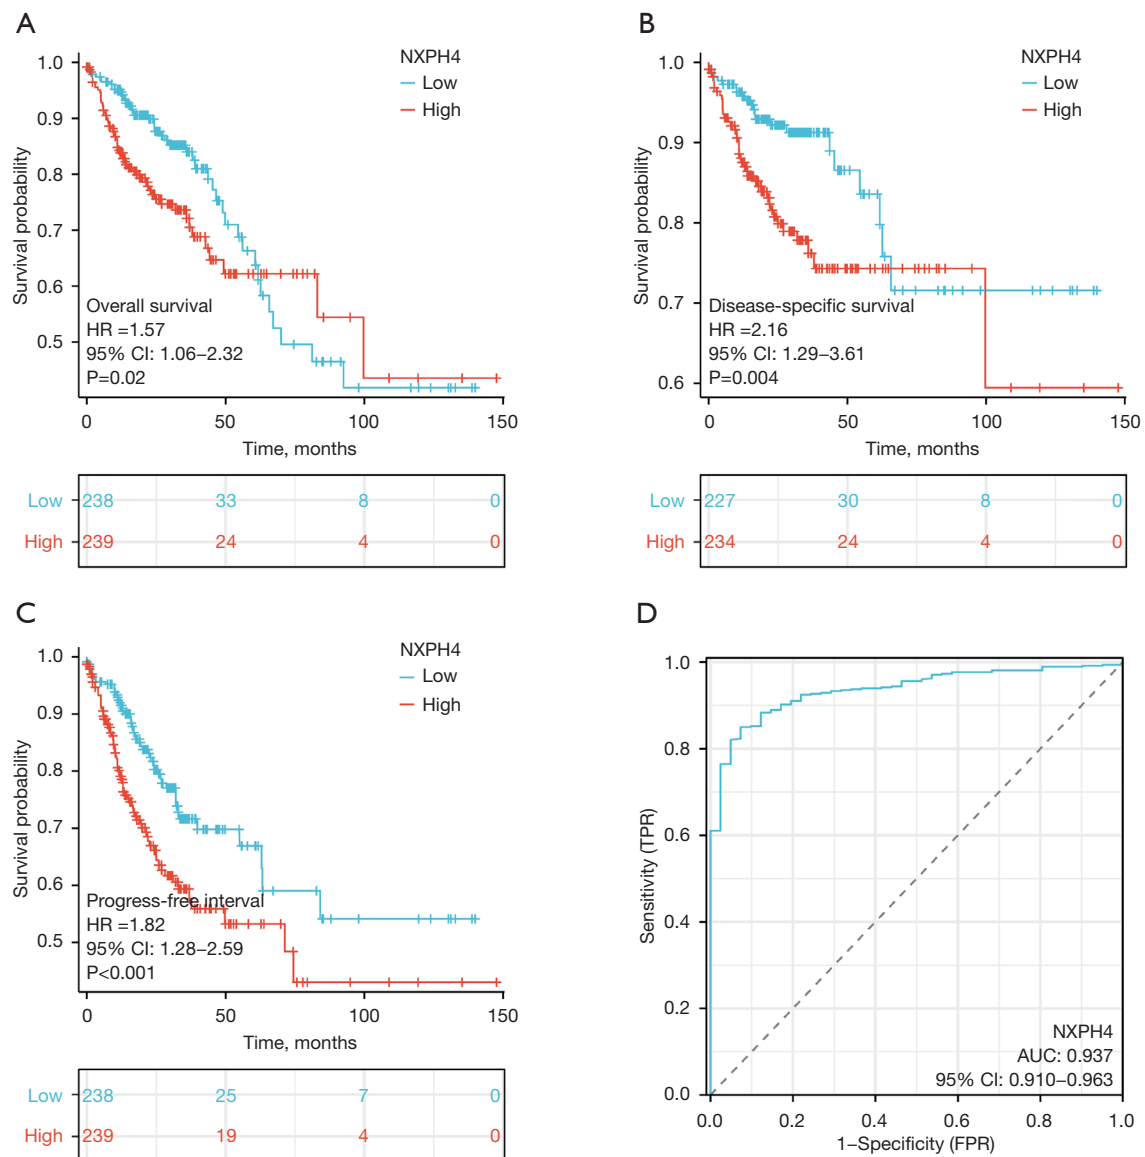 A
NXPH4
Low
High
1.0
0.9
0.8
0.7
0.6
0.5
Survival probability
Overall survival
HR =1.57
95% CI: 1.06–2.32
P=0.02
0 50 100 150
Time, months
Low 238 33 8 0
High 239 24 4 0
B
NXPH4
Low
High
1.0
0.9
0.8
0.7
0.6
Survival probability
Disease-specific survival
HR =2.16
95% CI: 1.29–3.61
P=0.004
0 50 100 150
Time, months
Low 227 30 8 0
High 234 24 4 0
C
NXPH4
Low
High
1.0
0.9
0.8
0.7
0.6
0.5
Survival probability
Progress-free interval
HR =1.82
95% CI: 1.28–2.59
P<0.001
0 50 100 150
Time, months
Low 238 25 7 0
High 239 19 4 0
D
1.0
0.8
0.6
0.4
0.2
0.0
Sensitivity (TPR)
NXPH4
AUC: 0.937
95% CI: 0.910–0.963
0.0 0.2 0.4 0.6 0.8 1.0
1–Specificity (FPR)